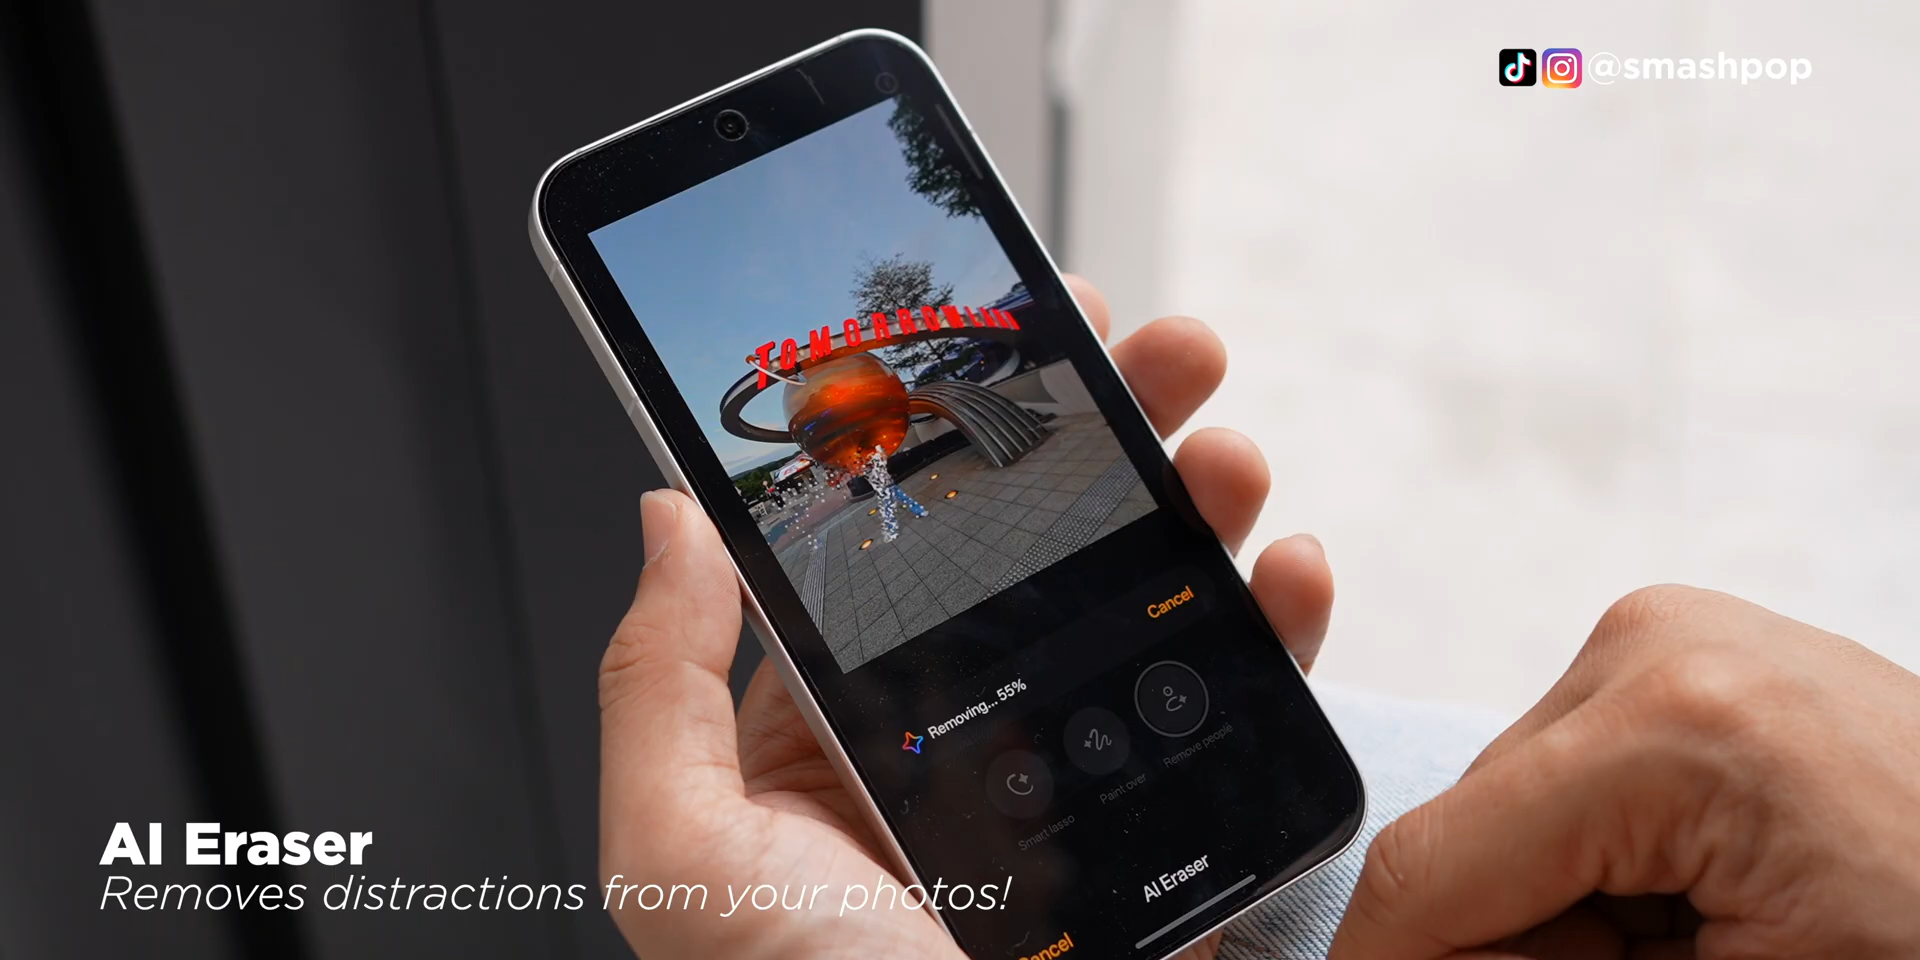 @smashpop
TOMORROWLAND
Cancel
Removing... 55%
Remove people
Paint over
Smart lasso
AI Eraser
Cancel
AI Eraser
Removes distractions from your photos!